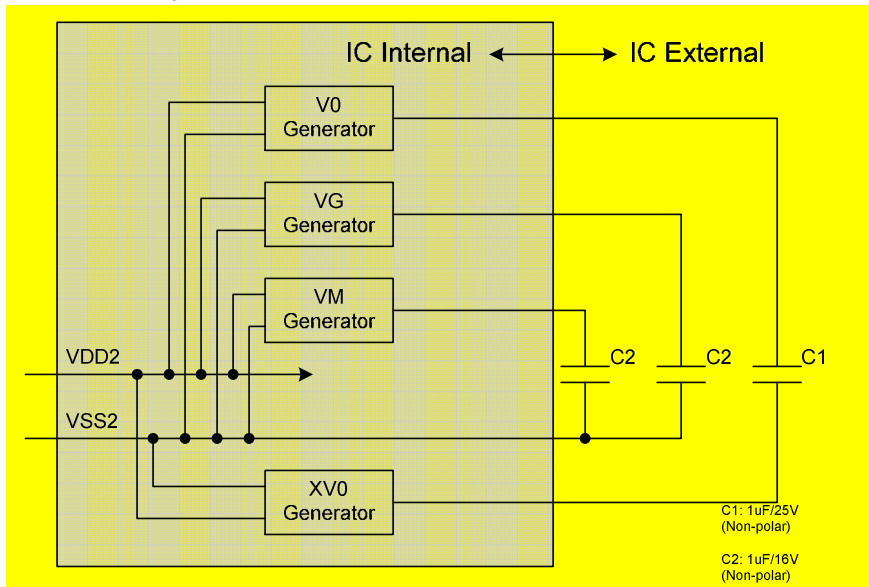 IC Internal
IC External
V0
Generator
VG
Generator
VM
Generator
VDD2
C2
C2
C1
VSS2
XV0
Generator
C1: 1uF/25V
(Non-polar)
C2: 1uF/16V
(Non-polar)